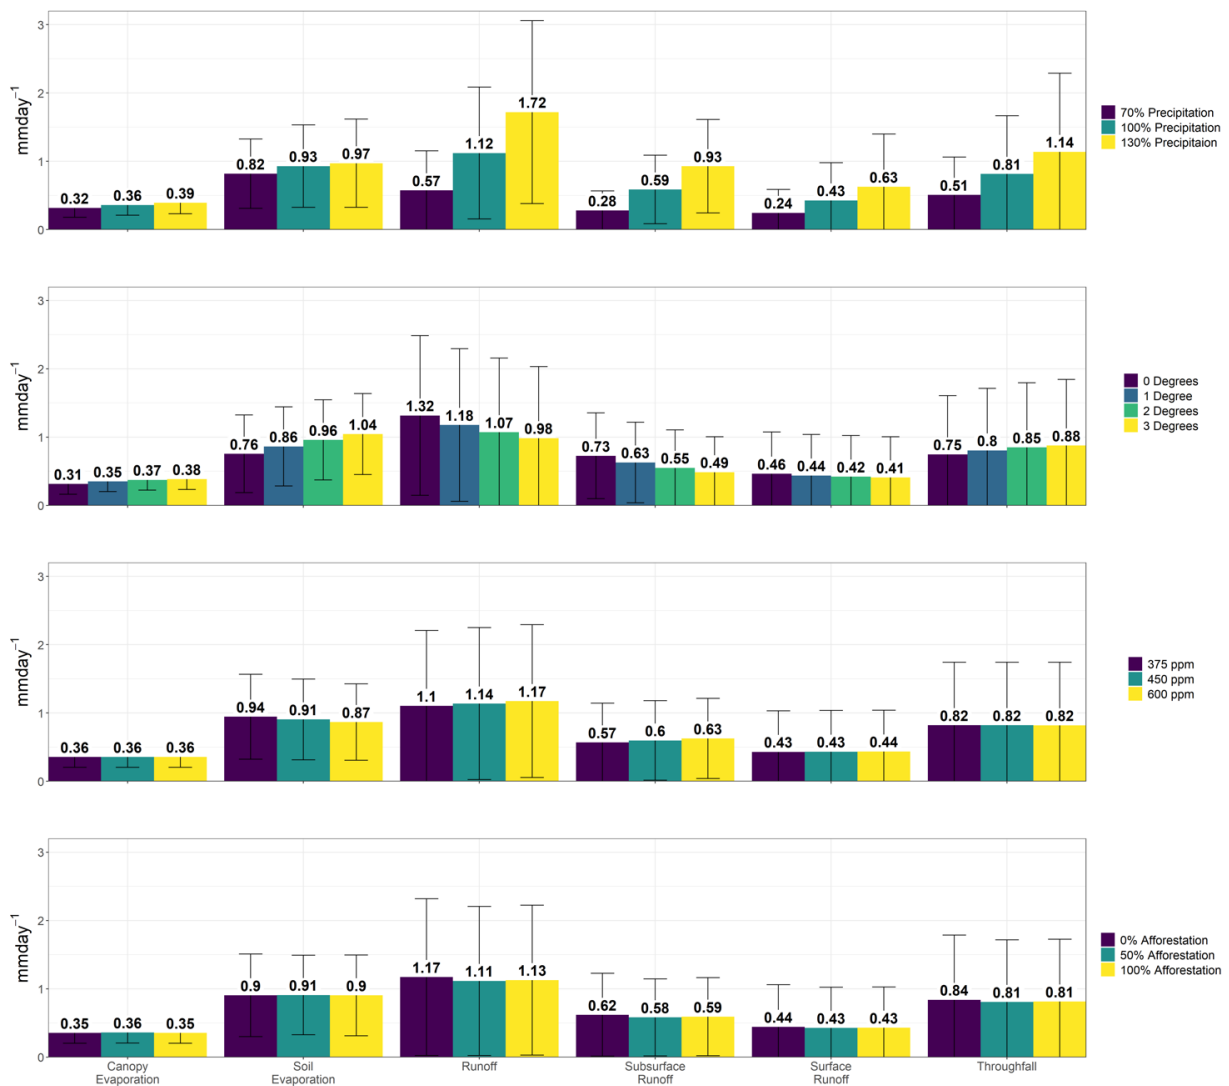 3
2
1
0
mmday⁻¹
0.32 0.36 0.39 0.82 0.93 0.97 0.57 1.12 1.72 0.28 0.59 0.93 0.24 0.43 0.63 0.51 0.81 1.14
70% Precipitation
100% Precipitation
130% Precipitaion
3
2
1
0
mmday⁻¹
0.31 0.35 0.37 0.38 0.76 0.86 0.96 1.04 1.32 1.18 1.07 0.98 0.73 0.63 0.55 0.49 0.46 0.44 0.42 0.41 0.75 0.8 0.85 0.88
0 Degrees
1 Degree
2 Degrees
3 Degrees
3
2
1
0
mmday⁻¹
0.36 0.36 0.36 0.94 0.91 0.87 1.1 1.14 1.17 0.57 0.6 0.63 0.43 0.43 0.44 0.82 0.82 0.82
375 ppm
450 ppm
600 ppm
3
2
1
0
mmday⁻¹
0.35 0.36 0.35 0.9 0.91 0.9 1.17 1.11 1.13 0.62 0.58 0.59 0.44 0.43 0.43 0.84 0.81 0.81
0% Afforestation
50% Afforestation
100% Afforestation
Canopy
Evaporation
Soil
Evaporation
Runoff
Subsurface
Runoff
Surface
Runoff
Throughfall